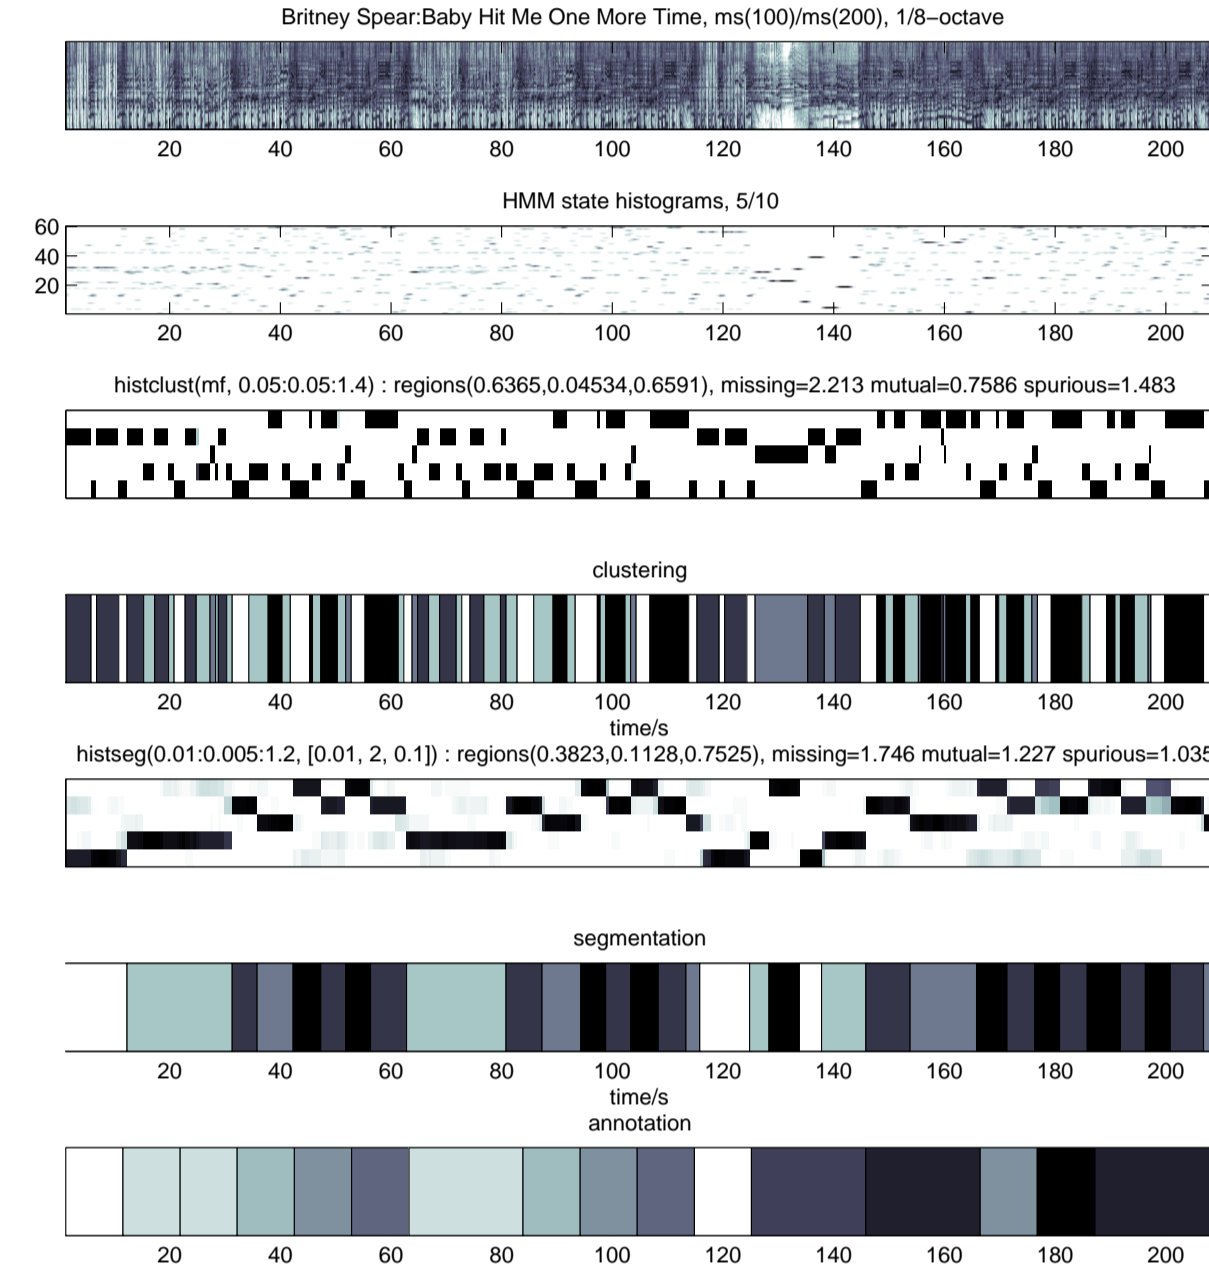 Britney Spear:Baby Hit Me One More Time, ms(100)/ms(200), 1/8−octave
20 40 60 80 100 120 140 160 180 200
HMM state histograms, 5/10
60
40
20
20 40 60 80 100 120 140 160 180 200
histclust(mf, 0.05:0.05:1.4) : regions(0.6365,0.04534,0.6591), missing=2.213 mutual=0.7586 spurious=1.483
clustering
20 40 60 80 100 120 140 160 180 200
time/s
histseg(0.01:0.005:1.2, [0.01, 2, 0.1]) : regions(0.3823,0.1128,0.7525), missing=1.746 mutual=1.227 spurious=1.035
segmentation
20 40 60 80 100 120 140 160 180 200
time/s
annotation
20 40 60 80 100 120 140 160 180 200